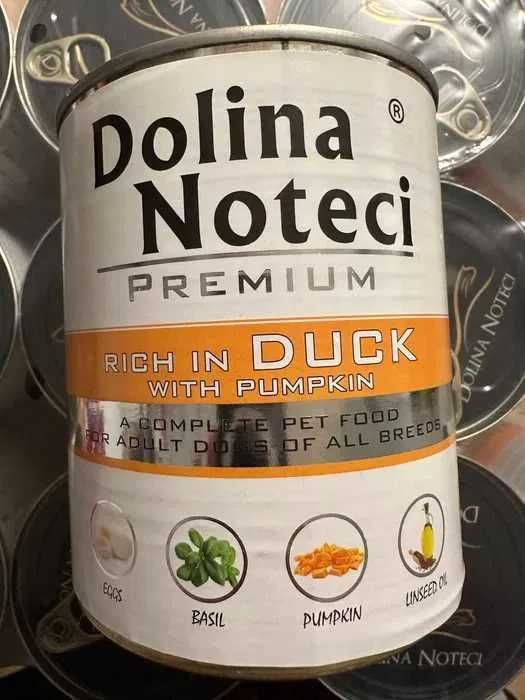 Dolina ®
Noteci
PREMIUM
RICH IN DUCK
WITH PUMPKIN
A COMPLETE PET FOOD
FOR ADULT DOGS OF ALL BREEDS
EGGS
BASIL
PUMPKIN
LINSEED OIL
DOLINA NOTECI
NOTECI